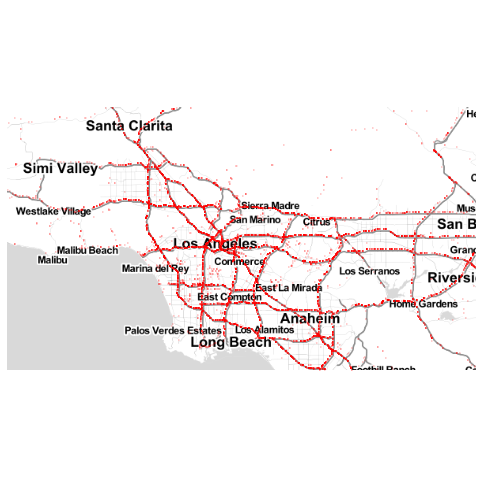 He
Santa Clarita
Simi Valley
C
Sierra Madre
Westlake Village
Mus
San Marino
Citrus
San B
Los Angeles
Malibu Beach
Grand
Malibu
Commerce
Marina del Rey
Los Serranos
Riversi
East La Mirada
East Compton
Home Gardens
Anaheim
Palos Verdes Estates
Los Alamitos
Long Beach
Foothill Ranch